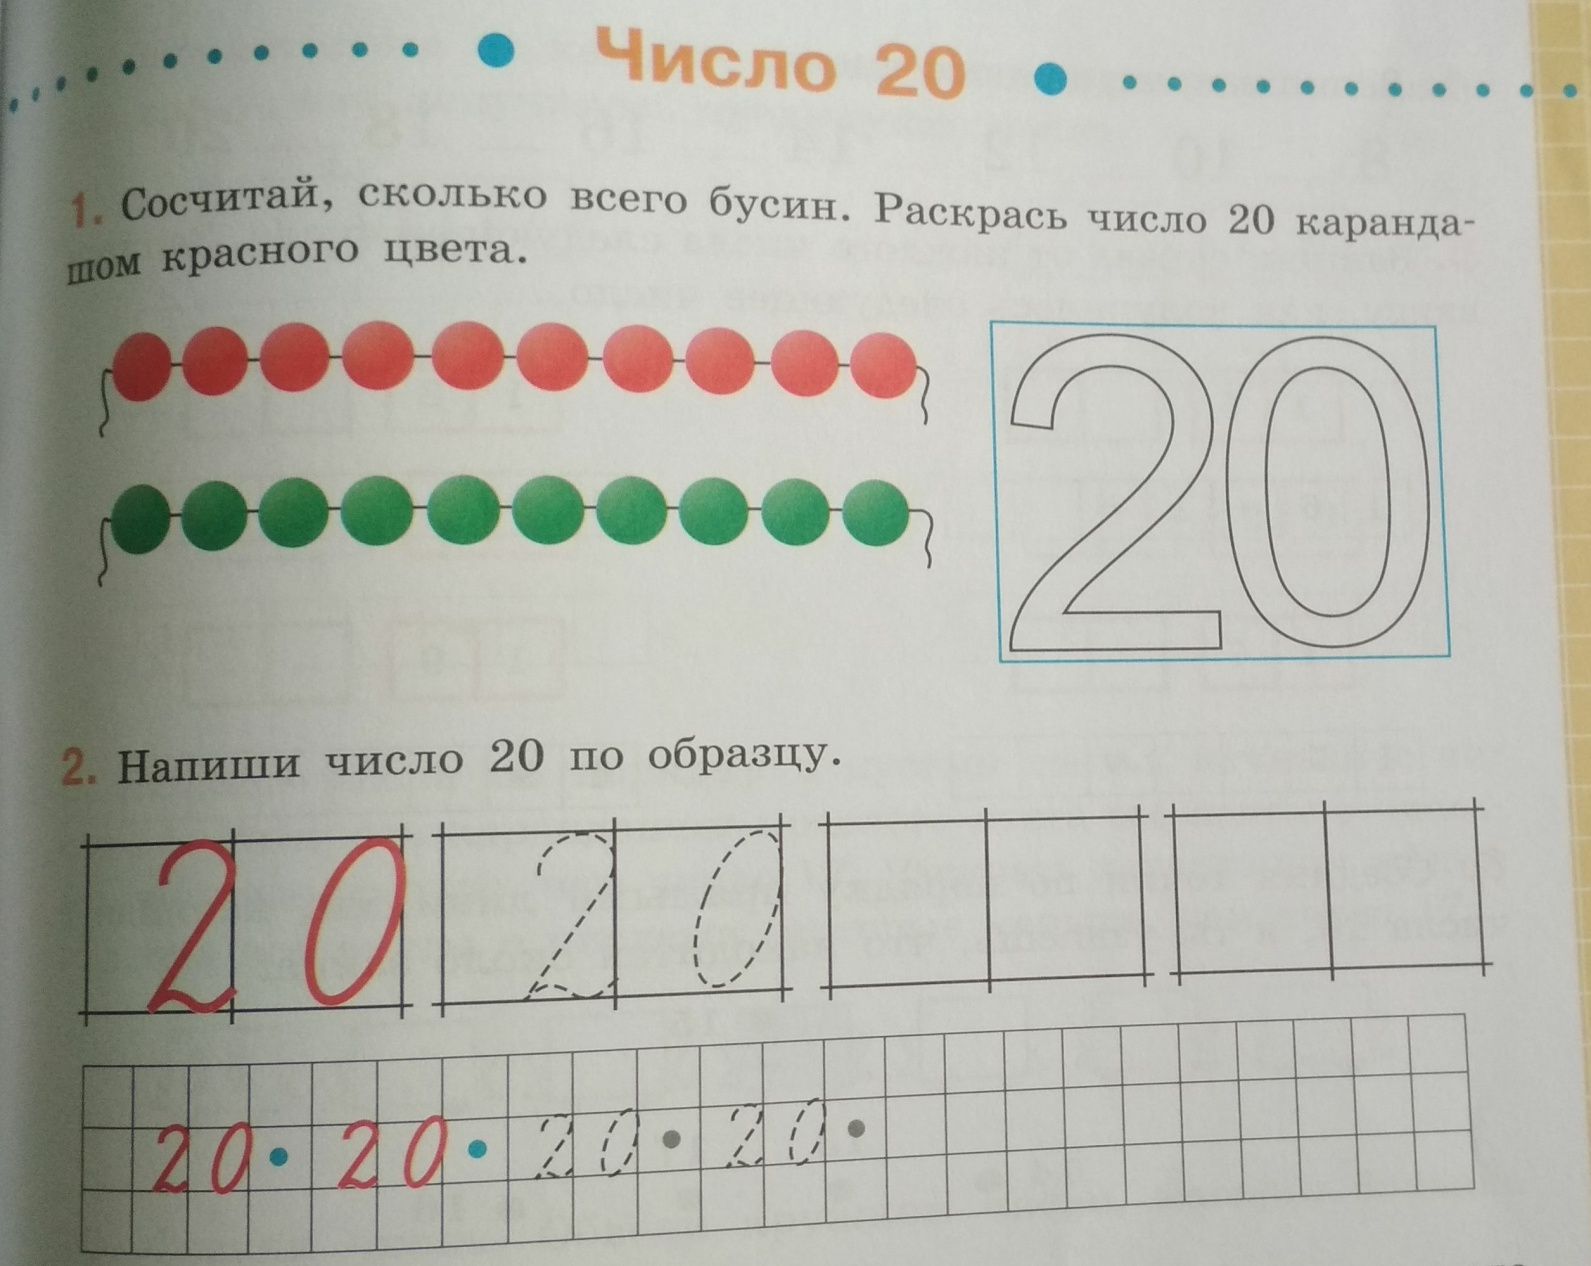 Число 20
1. Сосчитай, сколько всего бусин. Раскрась число 20 каранда-
шом красного цвета.
20
2. Напиши число 20 по образцу.
20 20
20 • 20 • 20 • 20 •